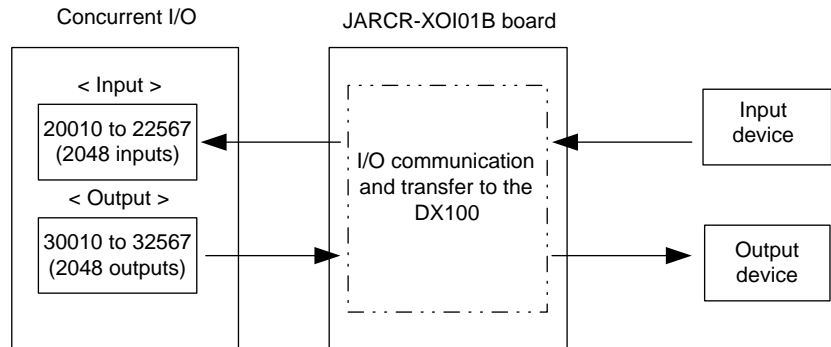 Concurrent I/O
JARCR-XOI01B board
< Input >
20010 to 22567
(2048 inputs)
< Output >
30010 to 32567
(2048 outputs)
I/O communication
and transfer to the
DX100
Input
device
Output
device